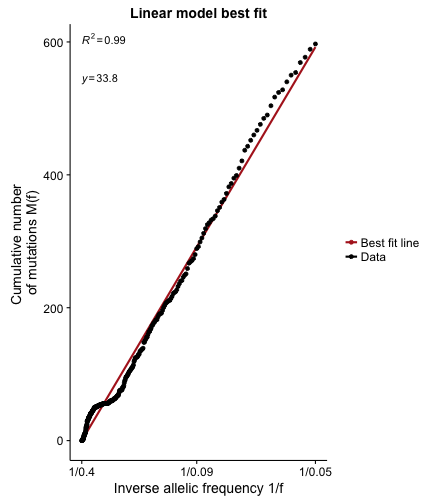 Linear model best fit
R²=0.99
y=33.8
600
400
200
0
Cumulative number
of mutations M(f)
1/0.4
1/0.09
1/0.05
Inverse allelic frequency 1/f
Best fit line
Data